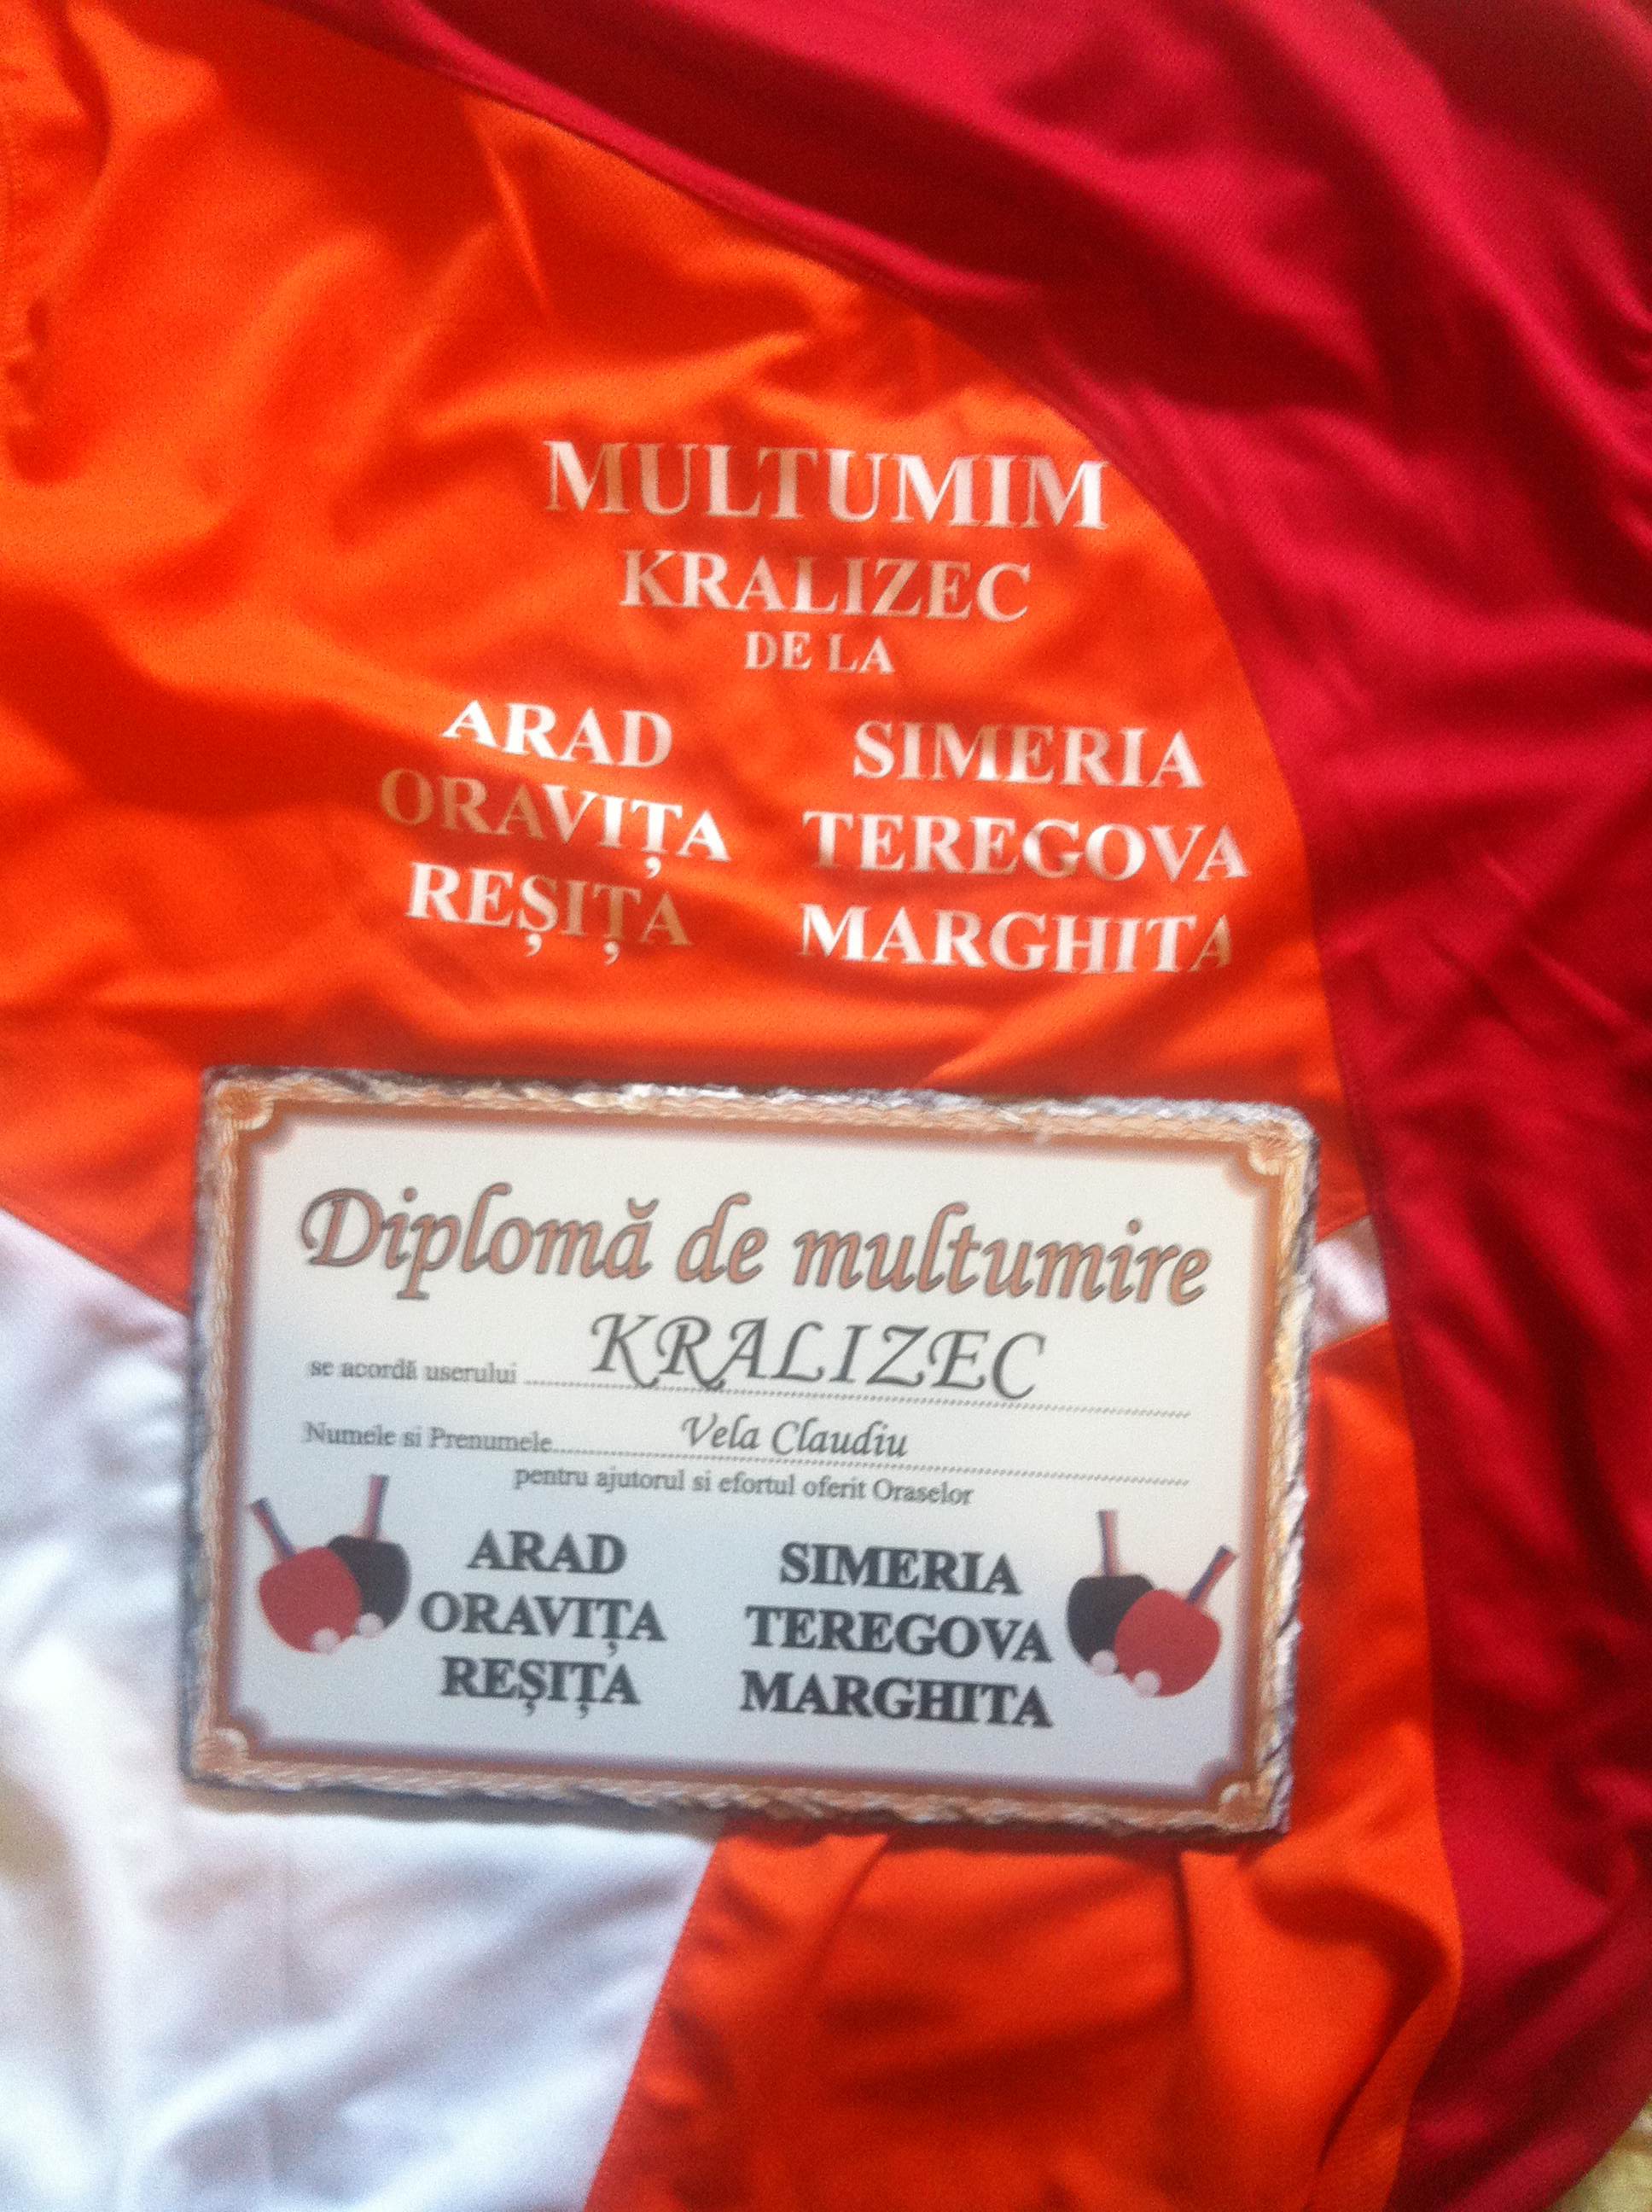 MULTUMIM
KRALIZEC
DE LA
ARAD SIMERIA
ORAVIȚA TEREGOVA
REȘIȚA MARGHITA
Diplomă de multumire
se acordă userului KRALIZEC
Numele si Prenumele Vela Claudiu
pentru ajutorul si efortul oferit Oraselor
ARAD SIMERIA
ORAVIȚA TEREGOVA
REȘIȚA MARGHITA